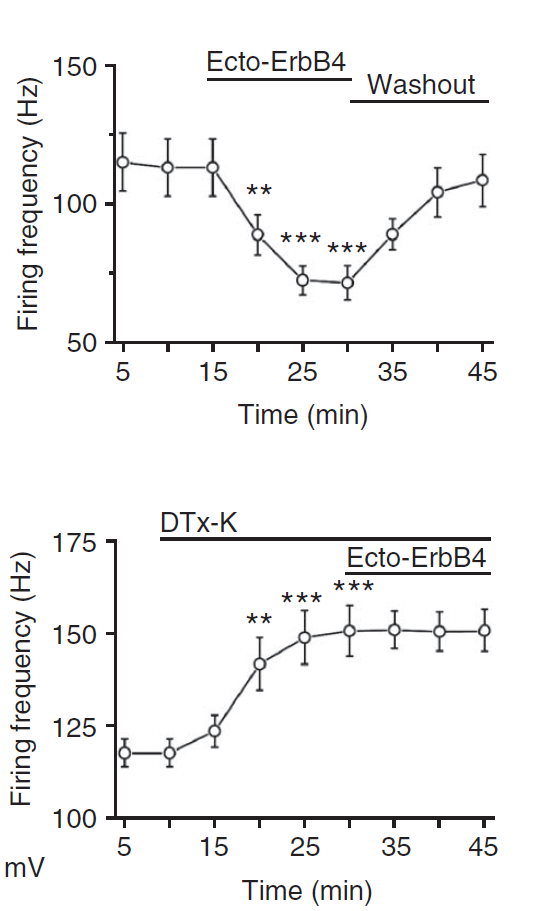 Ecto-ErbB4
Washout
Firing frequency (Hz)
150
100
50
**
***
***
5 15 25 35 45
Time (min)
DTx-K
Ecto-ErbB4
Firing frequency (Hz)
175
150
125
100
**
***
***
5 15 25 35 45
mV
Time (min)